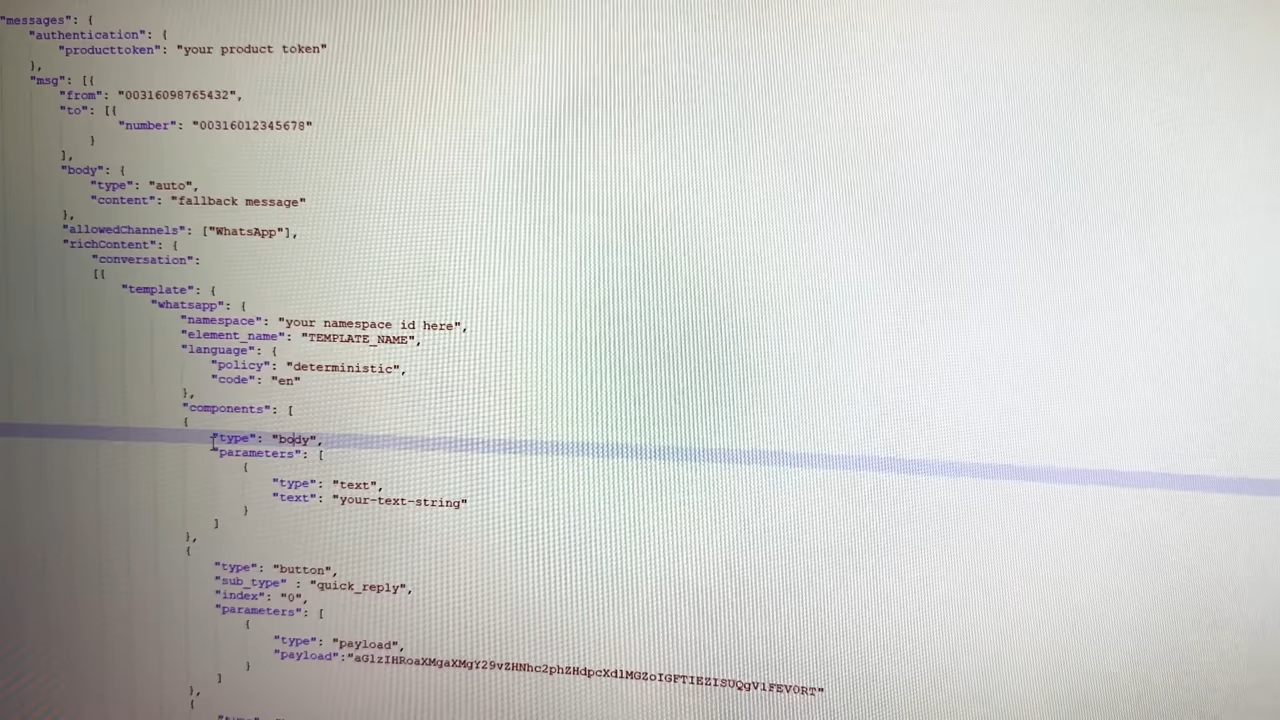 "messages": {
"authentication": {
"producttoken": "your product token"
},
"msg": [{
"from": "00316098765432",
"to": [{
"number": "00316012345678"
}
],
"body": {
"type": "auto",
"content": "fallback message"
},
"allowedChannels": ["WhatsApp"],
"richContent": {
"conversation":
[{
"template": {
"whatsapp": {
"namespace": "your namespace id here",
"element_name": "TEMPLATE_NAME",
"language": {
"policy": "deterministic",
"code": "en"
},
"components": [
{
"type": "body",
"parameters": [
{
"type": "text",
"text": "your-text-string"
}
]
},
{
"type": "button",
"sub_type" : "quick_reply",
"index": "0",
"parameters": [
{
"type": "payload",
"payload":
}
]
},
{